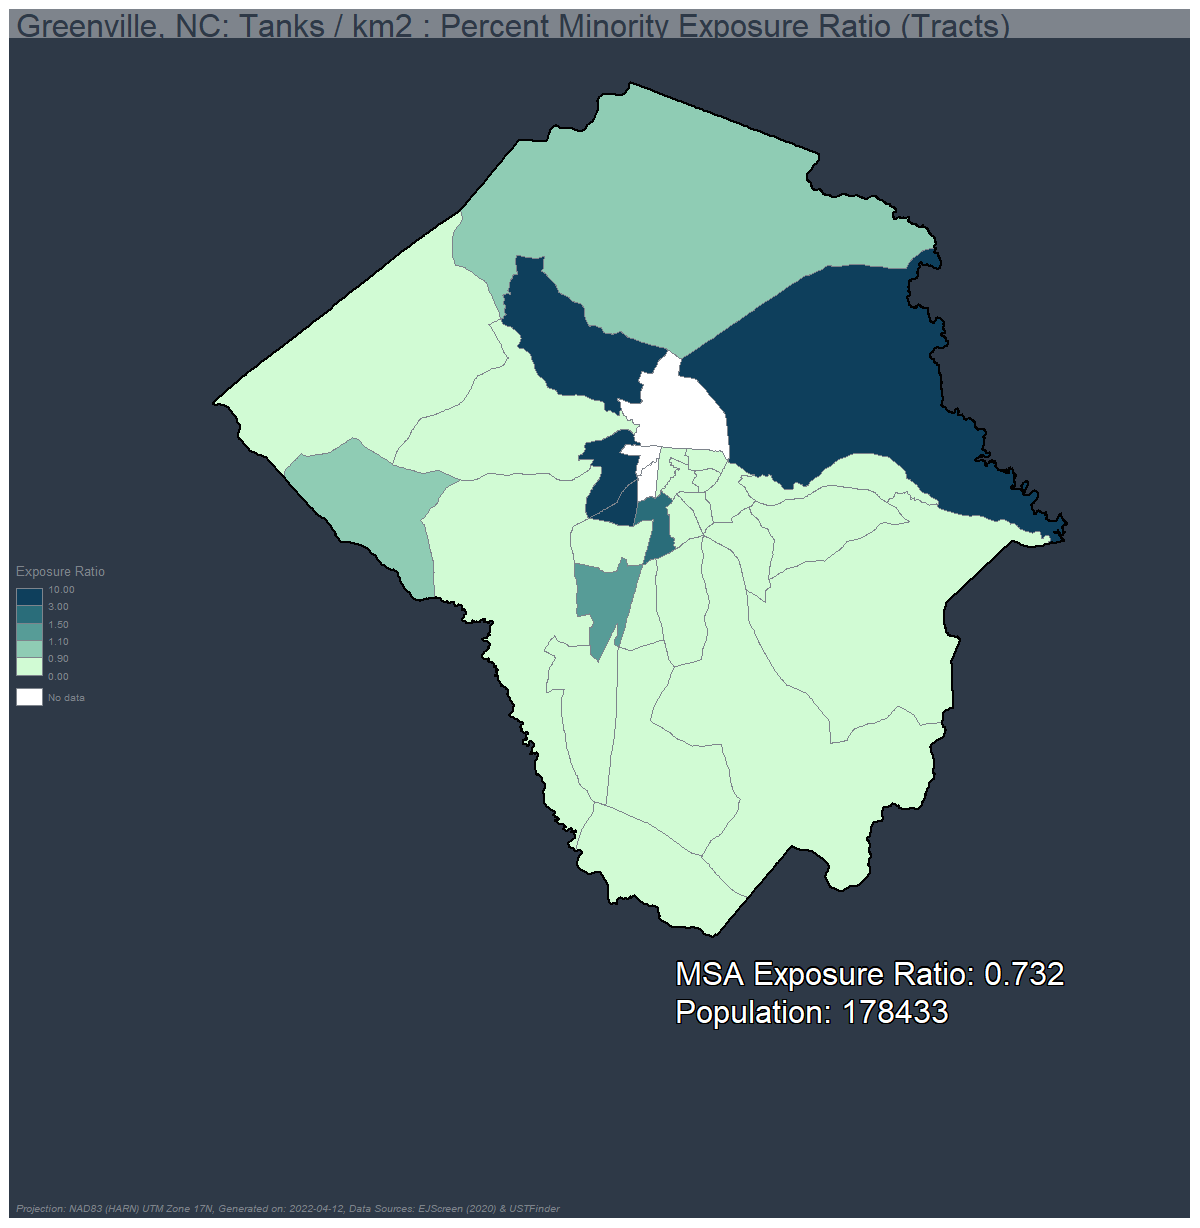 Greenville, NC: Tanks / km2 : Percent Minority Exposure Ratio (Tracts)
Exposure Ratio
10.00
3.00
1.50
1.10
0.90
0.00
No data
MSA Exposure Ratio: 0.732
Population: 178433
Projection: NAD83 (HARN) UTM Zone 17N, Generated on: 2022-04-12, Data Sources: EJScreen (2020) & USTFinder